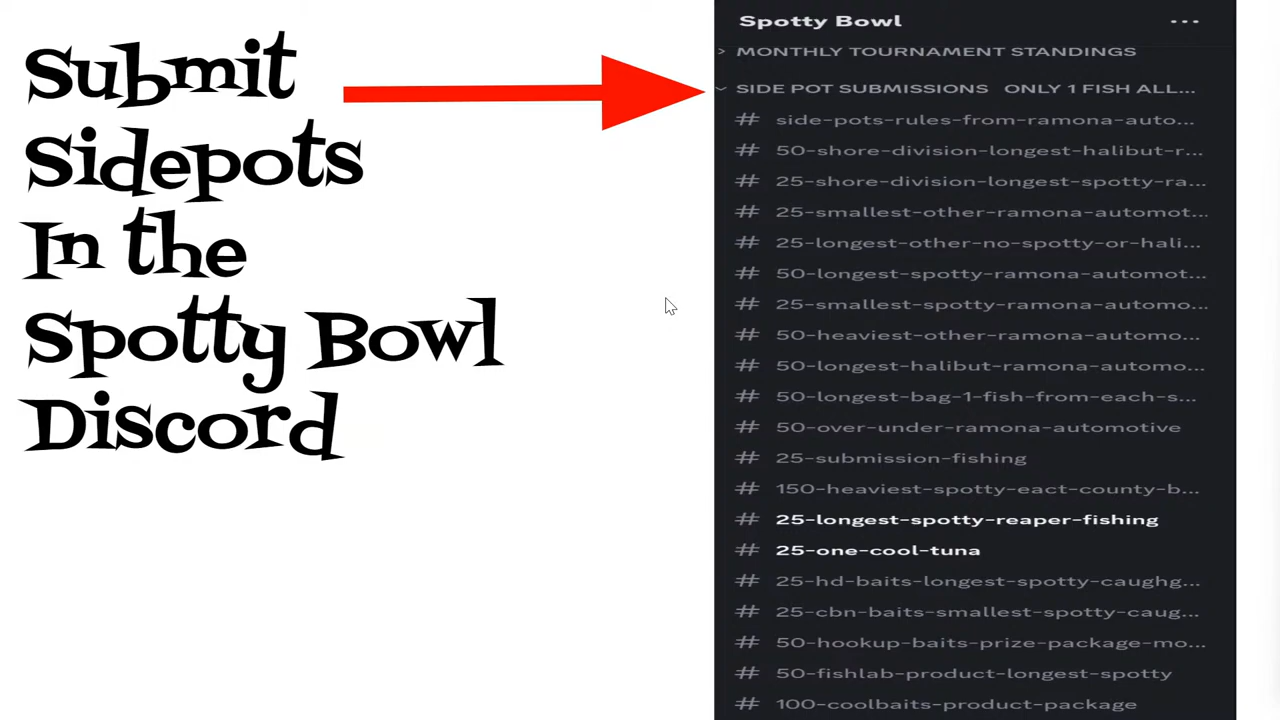 Submit
Sidepots
In the
Spotty Bowl
Discord
Spotty Bowl
MONTHLY TOURNAMENT STANDINGS
SIDE POT SUBMISSIONS ONLY 1 FISH ALL...
# side-pots-rules-from-ramona-auto...
# 50-shore-division-longest-halibut-r...
# 25-shore-division-longest-spotty-ra...
# 25-smallest-other-ramona-automot...
# 25-longest-other-no-spotty-or-hali...
# 50-longest-spotty-ramona-automot...
# 25-smallest-spotty-ramona-automo...
# 50-heaviest-other-ramona-automo...
# 50-longest-halibut-ramona-automo...
# 50-longest-bag-1-fish-from-each-s...
# 50-over-under-ramona-automotive
# 25-submission-fishing
# 150-heaviest-spotty-eact-county-b...
# 25-longest-spotty-reaper-fishing
# 25-one-cool-tuna
# 25-hd-baits-longest-spotty-caughg...
# 25-cbn-baits-smallest-spotty-caug...
# 50-hookup-baits-prize-package-mo...
# 50-fishlab-product-longest-spotty
# 100-coolbaits-product-package